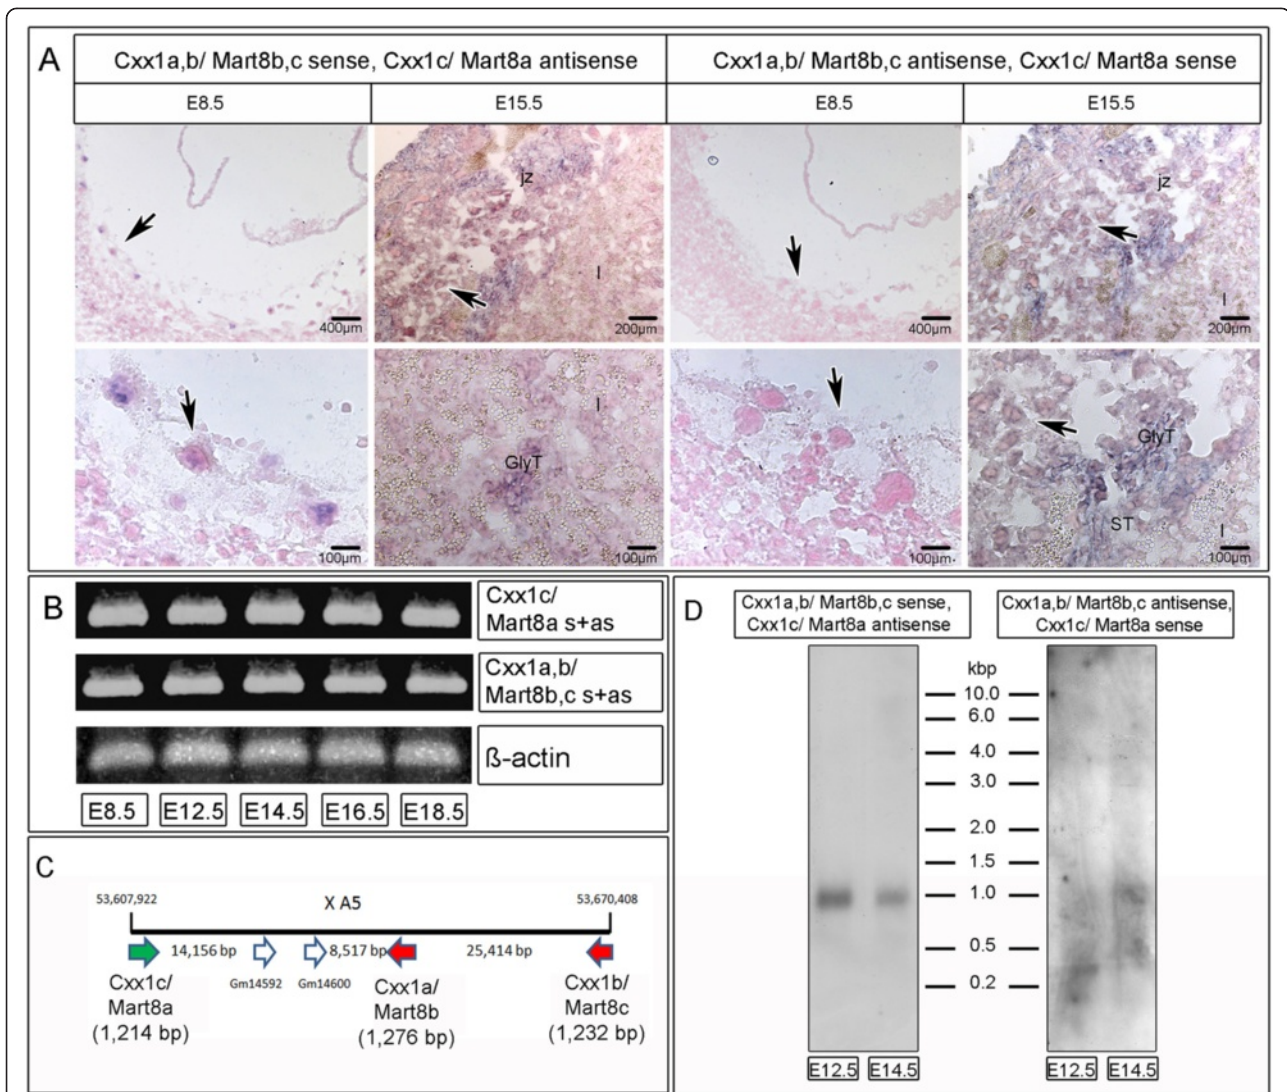 A
Cxx1a,b/ Mart8b,c sense, Cxx1c/ Mart8a antisense
Cxx1a,b/ Mart8b,c antisense, Cxx1c/ Mart8a sense
E8.5
E15.5
E8.5
E15.5
400µm
jz
l
200µm
400µm
jz
l
200µm
100µm
l
GlyT
100µm
100µm
GlyT
ST
l
100µm
B
Cxx1c/
Mart8a s+as
Cxx1a,b/
Mart8b,c s+as
ß-actin
E8.5
E12.5
E14.5
E16.5
E18.5
C
53,607,922
X A5
53,670,408
14,156 bp
8,517 bp
25,414 bp
Gm14592
Gm14600
Cxx1c/
Mart8a
(1,214 bp)
Cxx1a/
Mart8b
(1,276 bp)
Cxx1b/
Mart8c
(1,232 bp)
D
Cxx1a,b/ Mart8b,c sense,
Cxx1c/ Mart8a antisense
Cxx1a,b/ Mart8b,c antisense,
Cxx1c/ Mart8a sense
kbp
10.0
6.0
4.0
3.0
2.0
1.5
1.0
0.5
0.2
E12.5
E14.5
E12.5
E14.5